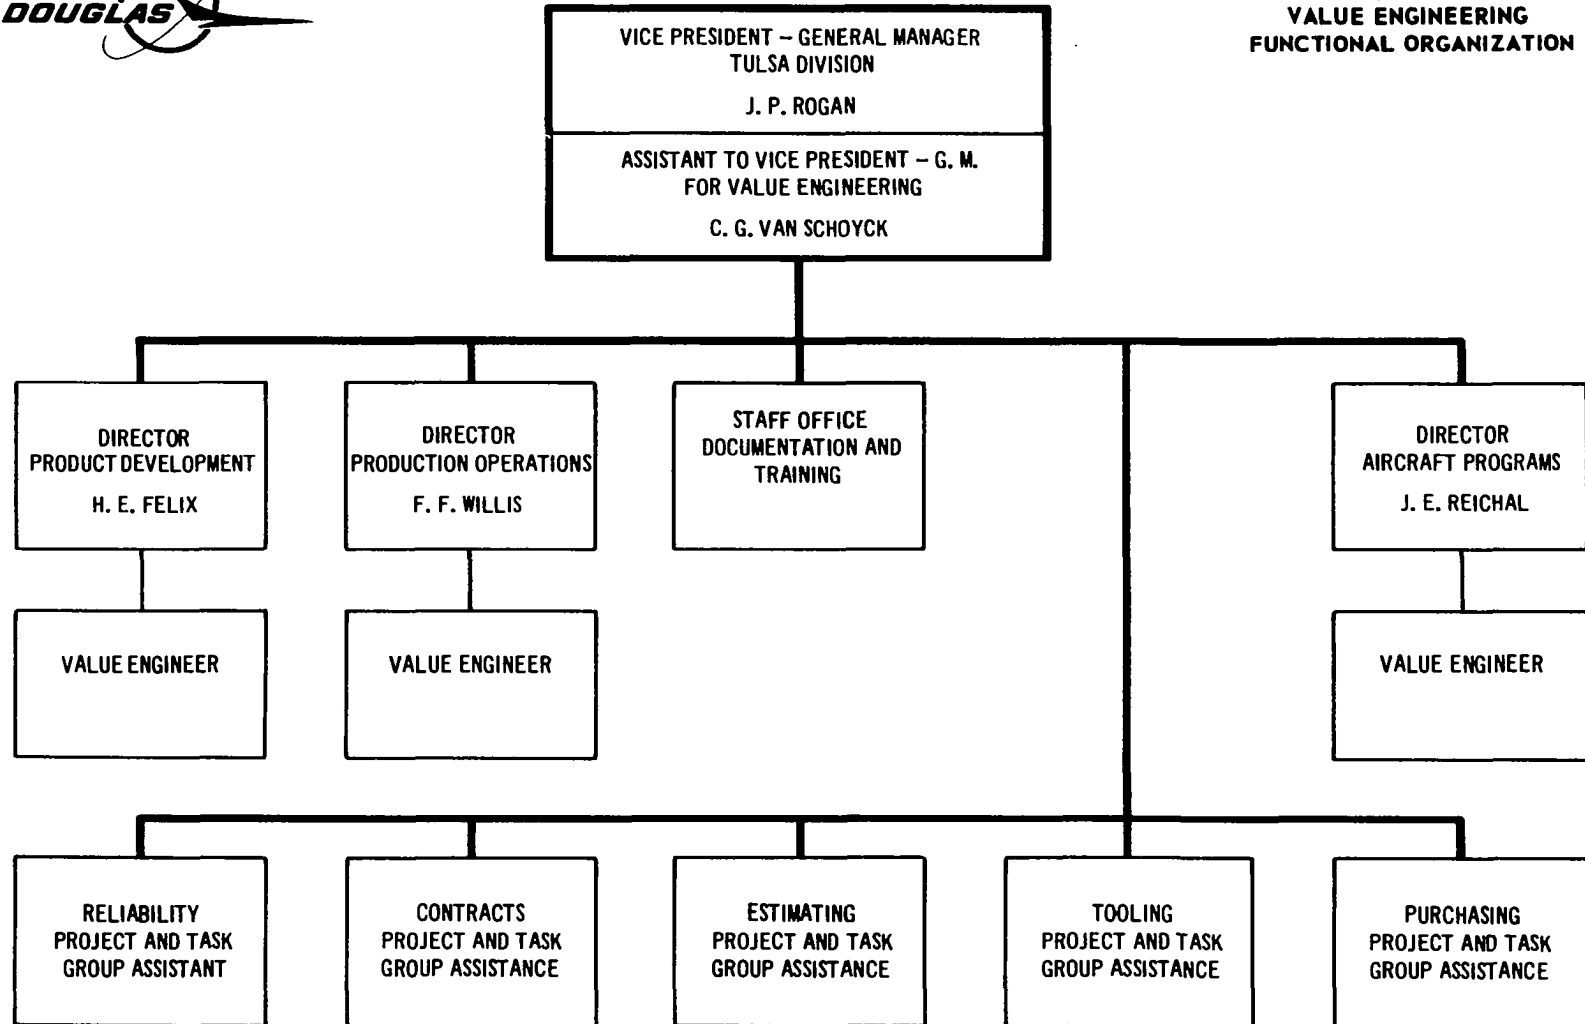 DOUGLAS
VALUE ENGINEERING
FUNCTIONAL ORGANIZATION
VICE PRESIDENT – GENERAL MANAGER
TULSA DIVISION
J. P. ROGAN
ASSISTANT TO VICE PRESIDENT – G. M.
FOR VALUE ENGINEERING
C. G. VAN SCHOYCK
DIRECTOR
PRODUCT DEVELOPMENT
H. E. FELIX
DIRECTOR
PRODUCTION OPERATIONS
F. F. WILLIS
STAFF OFFICE
DOCUMENTATION AND
TRAINING
DIRECTOR
AIRCRAFT PROGRAMS
J. E. REICHAL
VALUE ENGINEER
VALUE ENGINEER
VALUE ENGINEER
RELIABILITY
PROJECT AND TASK
GROUP ASSISTANT
CONTRACTS
PROJECT AND TASK
GROUP ASSISTANCE
ESTIMATING
PROJECT AND TASK
GROUP ASSISTANCE
TOOLING
PROJECT AND TASK
GROUP ASSISTANCE
PURCHASING
PROJECT AND TASK
GROUP ASSISTANCE